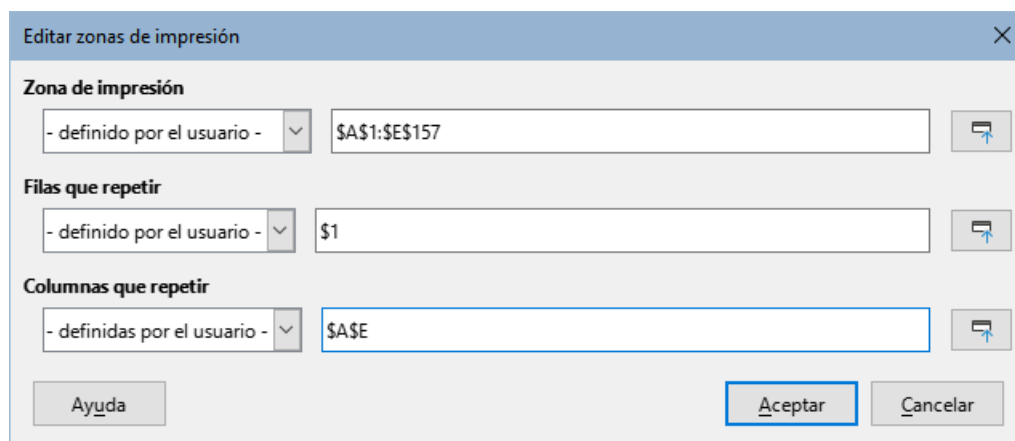 Editar zonas de impresión
Zona de impresión
- definido por el usuario -
$A$1:$E$157
Filas que repetir
- definido por el usuario -
$1
Columnas que repetir
- definidas por el usuario -
$A$E
Ayuda
Aceptar
Cancelar